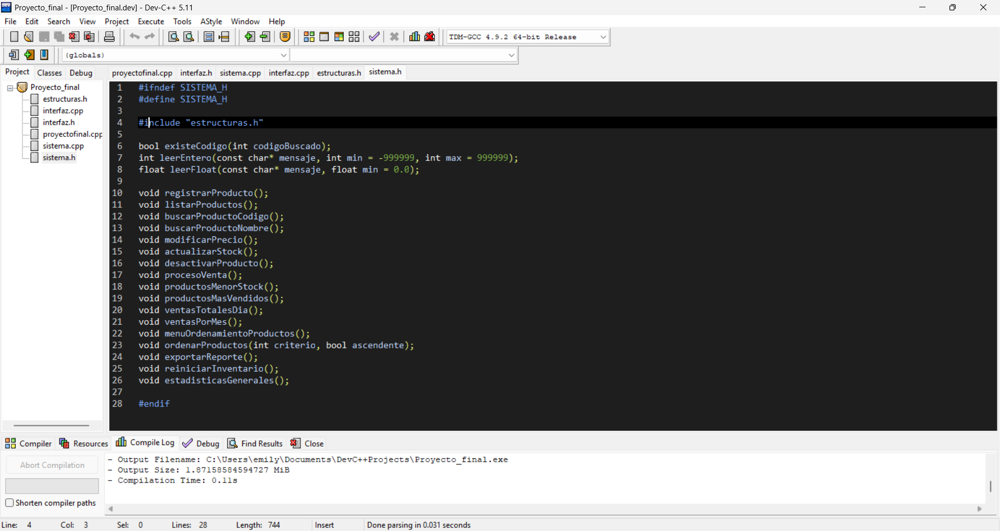 Proyecto_final - [Proyecto_final.dev] - Dev-C++ 5.11
File Edit Search View Project Execute Tools AStyle Window Help
TDM-GCC 4.9.2 64-bit Release
(globals)
Project Classes Debug
proyectofinal.cpp interfaz.h sistema.cpp interfaz.cpp estructuras.h sistema.h
Proyecto_final
estructuras.h
interfaz.cpp
interfaz.h
proyectofinal.cpp
sistema.cpp
sistema.h
1 #ifndef SISTEMA_H
2 #define SISTEMA_H
3
4 #include "estructuras.h"
5
6 bool existeCodigo(int codigoBuscado);
7 int leerEntero(const char* mensaje, int min = -999999, int max = 999999);
8 float leerFloat(const char* mensaje, float min = 0.0);
9
10 void registrarProducto();
11 void listarProductos();
12 void buscarProductoCodigo();
13 void buscarProductoNombre();
14 void modificarPrecio();
15 void actualizarStock();
16 void desactivarProducto();
17 void procesoVenta();
18 void productosMenorStock();
19 void productosMasVendidos();
20 void ventasTotalesDia();
21 void ventasPorMes();
22 void menuOrdenamientoProductos();
23 void ordenarProductos(int criterio, bool ascendente);
24 void exportarReporte();
25 void reiniciarInventario();
26 void estadisticasGenerales();
27
28 #endif
Compiler Resources Compile Log Debug Find Results Close
Abort Compilation
Shorten compiler paths
- Output Filename: C:\Users\emily\Documents\DevC++Projects\Proyecto_final.exe
- Output Size: 1.87158584594727 MiB
- Compilation Time: 0.11s
Line: 4 Col: 3 Sel: 0 Lines: 28 Length: 744 Insert Done parsing in 0.031 seconds